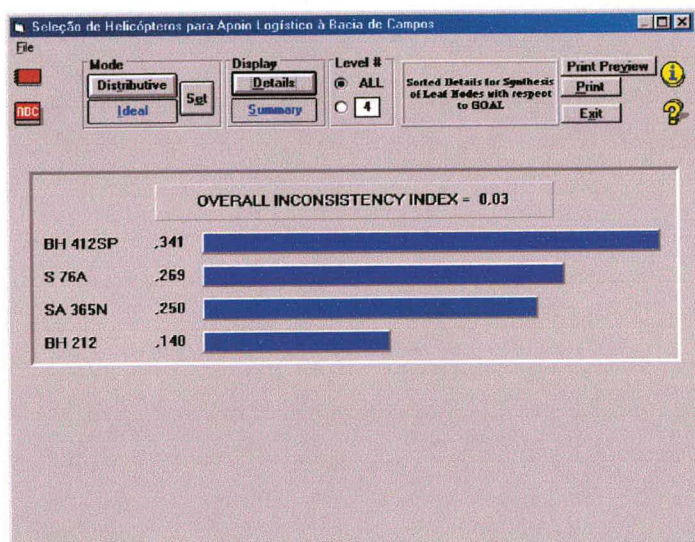 Seleção de Helicópteros para Apoio Logístico à Bacia de Campos
File
Mode
Distributive
Ideal
Set
Display
Details
Summary
Level #
ALL
4
Sorted Details for Synthesis
of Leaf Nodes with respect
to GOAL
Print Preview
Print
Exit
ABC
OVERALL INCONSISTENCY INDEX = 0,03
BH 412SP ,341
S 76A ,269
SA 365N ,250
BH 212 ,140